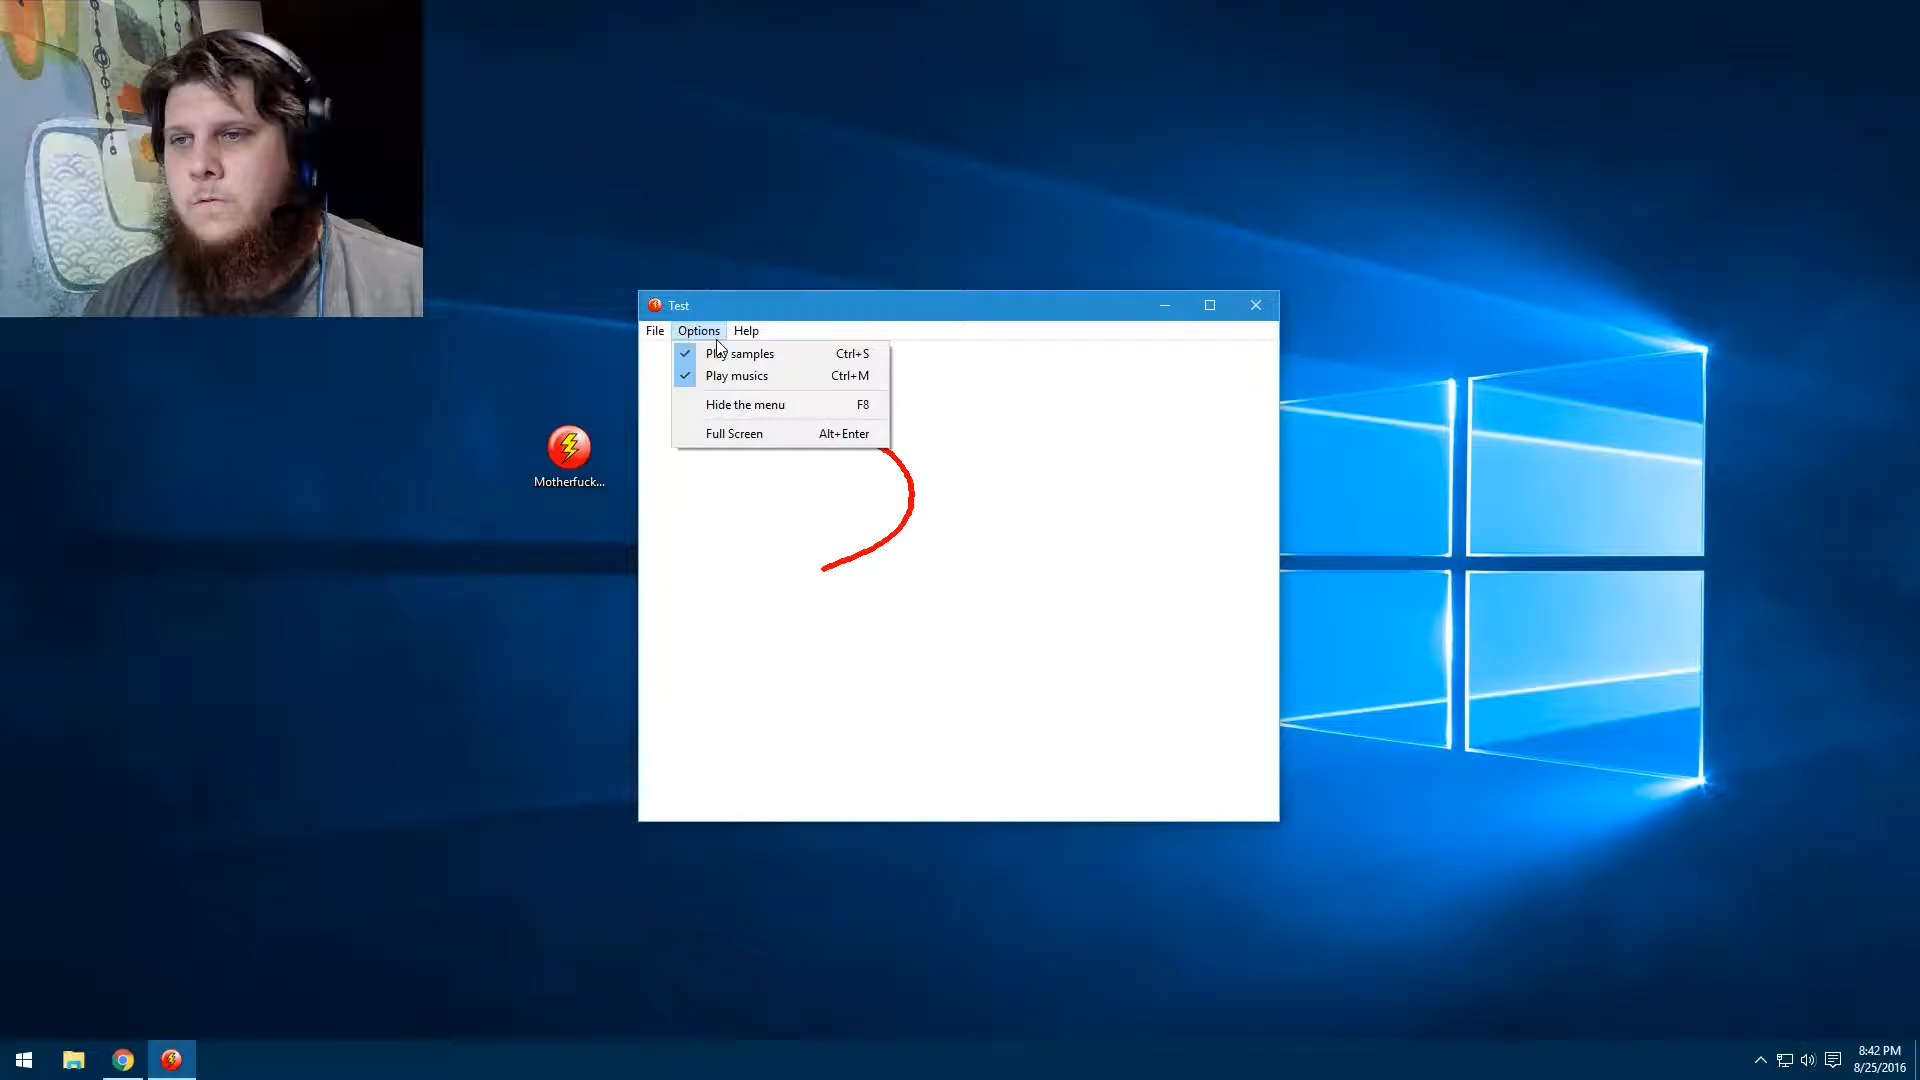 Test
File Options Help
Play samples Ctrl+S
Play musics Ctrl+M
Hide the menu F8
Full Screen Alt+Enter
Motherfuck...
8:42 PM
8/25/2016